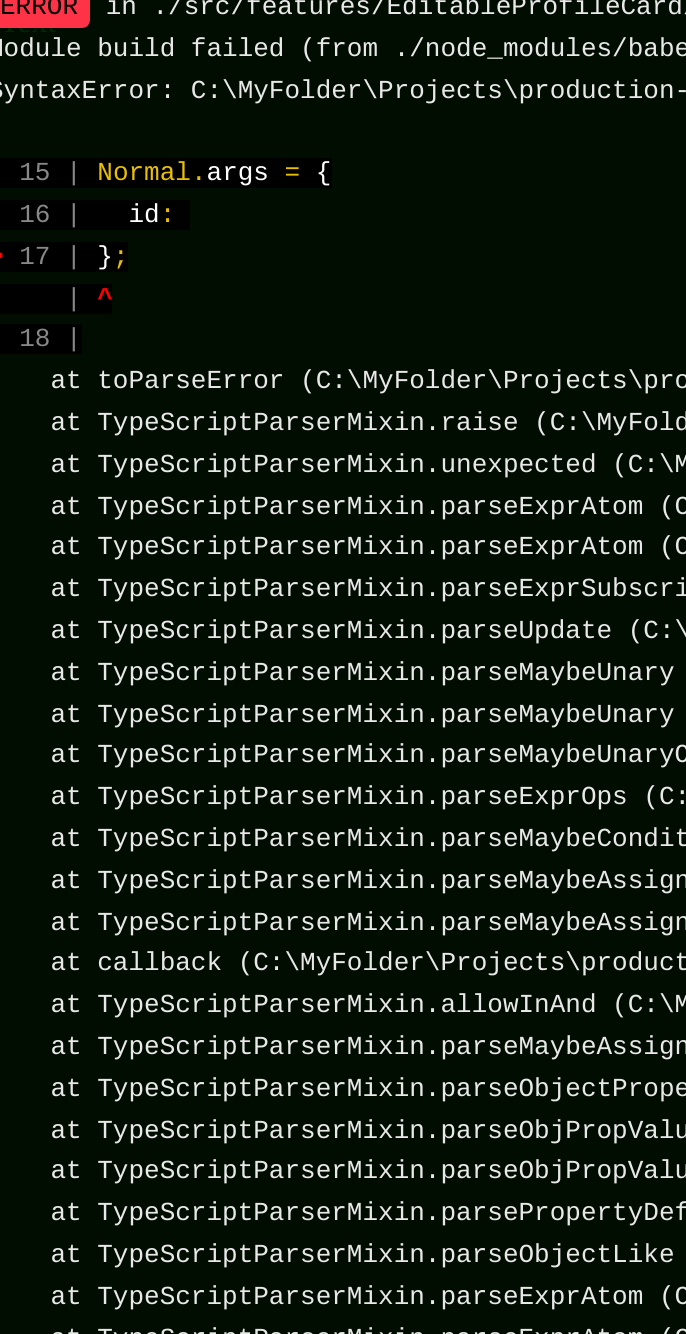 ERROR in ./src/features/EditableProfileCard
Module build failed (from ./node_modules/babe
SyntaxError: C:\MyFolder\Projects\production-
15 | Normal.args = {
16 |   id:
17 | };
| ^
18 |
at toParseError (C:\MyFolder\Projects\pro
at TypeScriptParserMixin.raise (C:\MyFold
at TypeScriptParserMixin.unexpected (C:\M
at TypeScriptParserMixin.parseExprAtom (C
at TypeScriptParserMixin.parseExprAtom (C
at TypeScriptParserMixin.parseExprSubscri
at TypeScriptParserMixin.parseUpdate (C:\
at TypeScriptParserMixin.parseMaybeUnary
at TypeScriptParserMixin.parseMaybeUnary
at TypeScriptParserMixin.parseMaybeUnaryO
at TypeScriptParserMixin.parseExprOps (C:
at TypeScriptParserMixin.parseMaybeCondit
at TypeScriptParserMixin.parseMaybeAssign
at TypeScriptParserMixin.parseMaybeAssign
at callback (C:\MyFolder\Projects\product
at TypeScriptParserMixin.allowInAnd (C:\M
at TypeScriptParserMixin.parseMaybeAssign
at TypeScriptParserMixin.parseObjectPrope
at TypeScriptParserMixin.parseObjPropValu
at TypeScriptParserMixin.parseObjPropValu
at TypeScriptParserMixin.parsePropertyDef
at TypeScriptParserMixin.parseObjectLike
at TypeScriptParserMixin.parseExprAtom (C
at TypeScriptParserMixin.parseExprAtom (C